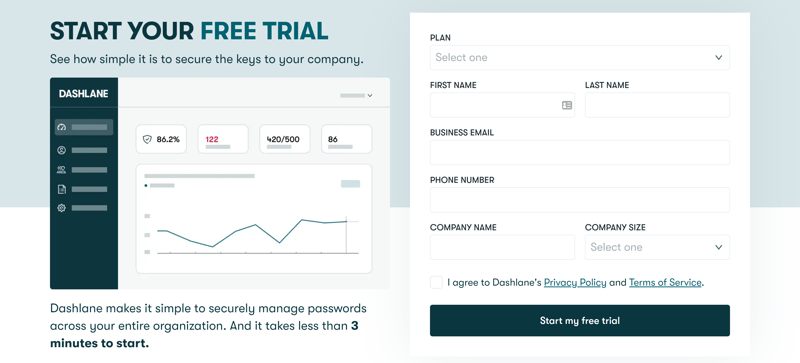 START YOUR FREE TRIAL
See how simple it is to secure the keys to your company.
DASHLANE
86.2%
122
420/500
86
Dashlane makes it simple to securely manage passwords
across your entire organization. And it takes less than 3
minutes to start.
PLAN
Select one
FIRST NAME
LAST NAME
BUSINESS EMAIL
PHONE NUMBER
COMPANY NAME
COMPANY SIZE
Select one
I agree to Dashlane's Privacy Policy and Terms of Service.
Start my free trial